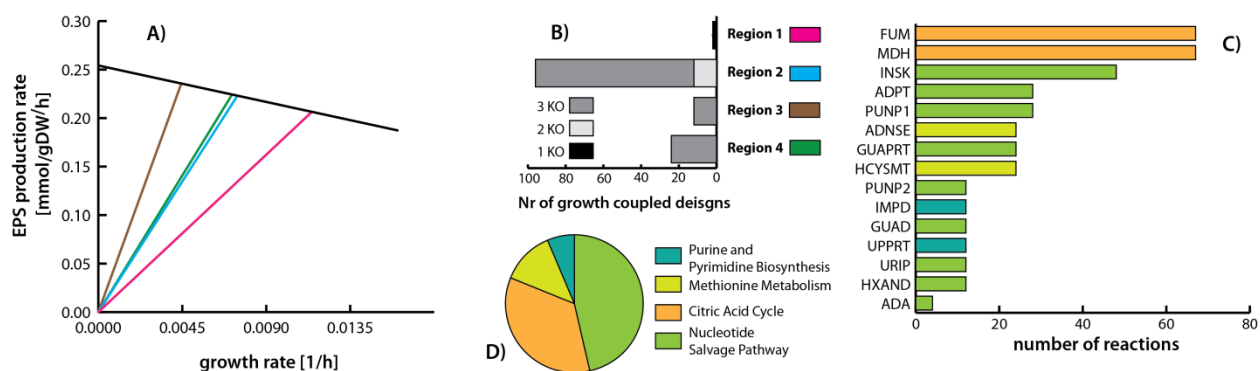 A)
EPS production rate
[mmol/gDW/h]
0.30
0.25
0.20
0.15
0.10
0.05
0.00
0.0000 0.0045 0.0090 0.0135
growth rate [1/h]
B)
Region 1
Region 2
Region 3
Region 4
3 KO
2 KO
1 KO
100 80 60 40 20 0
Nr of growth coupled deisgns
D)
Purine and
Pyrimidine Biosynthesis
Methionine Metabolism
Citric Acid Cycle
Nucleotide
Salvage Pathway
C)
FUM
MDH
INSK
ADPT
PUNP1
ADNSE
GUAPRT
HCYSMT
PUNP2
IMPD
GUAD
UPPRT
URIP
HXAND
ADA
0 20 40 60 80
number of reactions